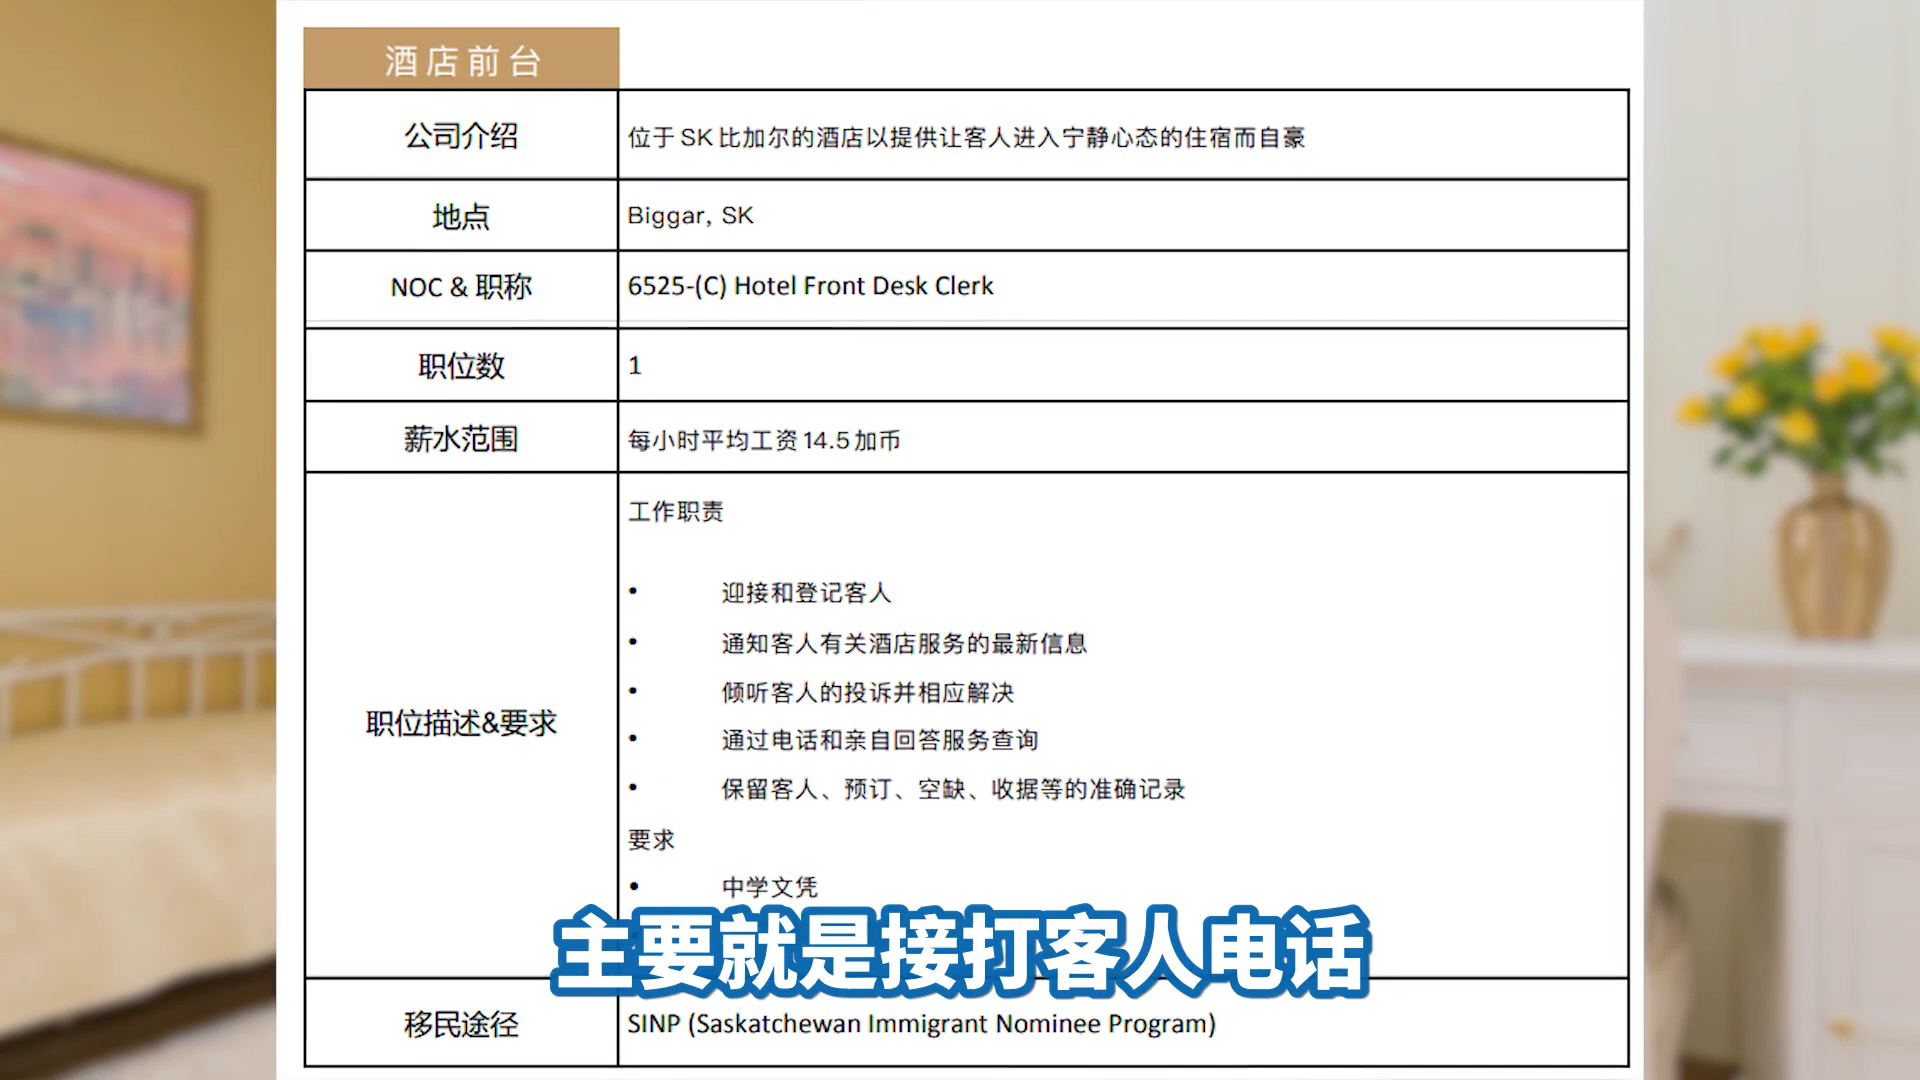 酒店前台
公司介绍
位于SK比加尔的酒店以提供让客人进入宁静心态的住宿而自豪
地点
Biggar, SK
NOC & 职称
6525-(C) Hotel Front Desk Clerk
职位数
1
薪水范围
每小时平均工资14.5加币
职位描述&要求
工作职责
• 迎接和登记客人
• 通知客人有关酒店服务的最新信息
• 倾听客人的投诉并相应解决
• 通过电话和亲自回答服务查询
• 保留客人、预订、空缺、收据等的准确记录
要求
• 中学文凭
主要就是接打客人电话
移民途径
SINP (Saskatchewan Immigrant Nominee Program)